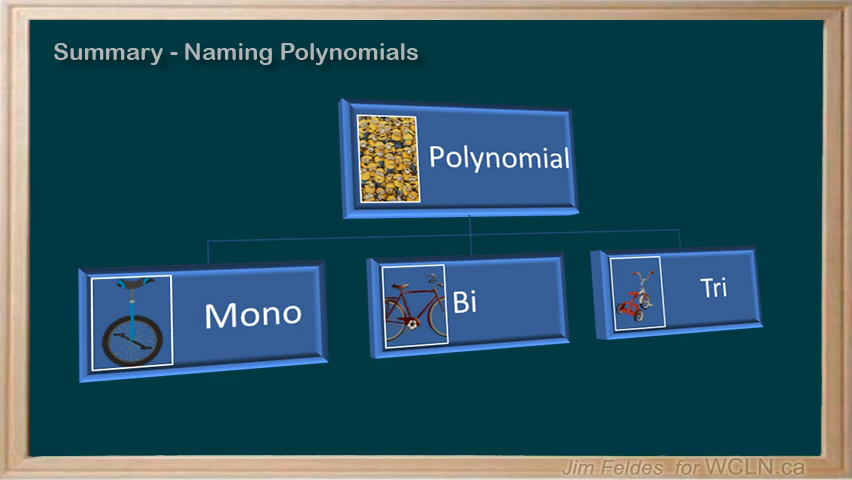 Summary - Naming Polynomials
Polynomial
Mono
Bi
Tri
Jim Feldes for WCLN.ca